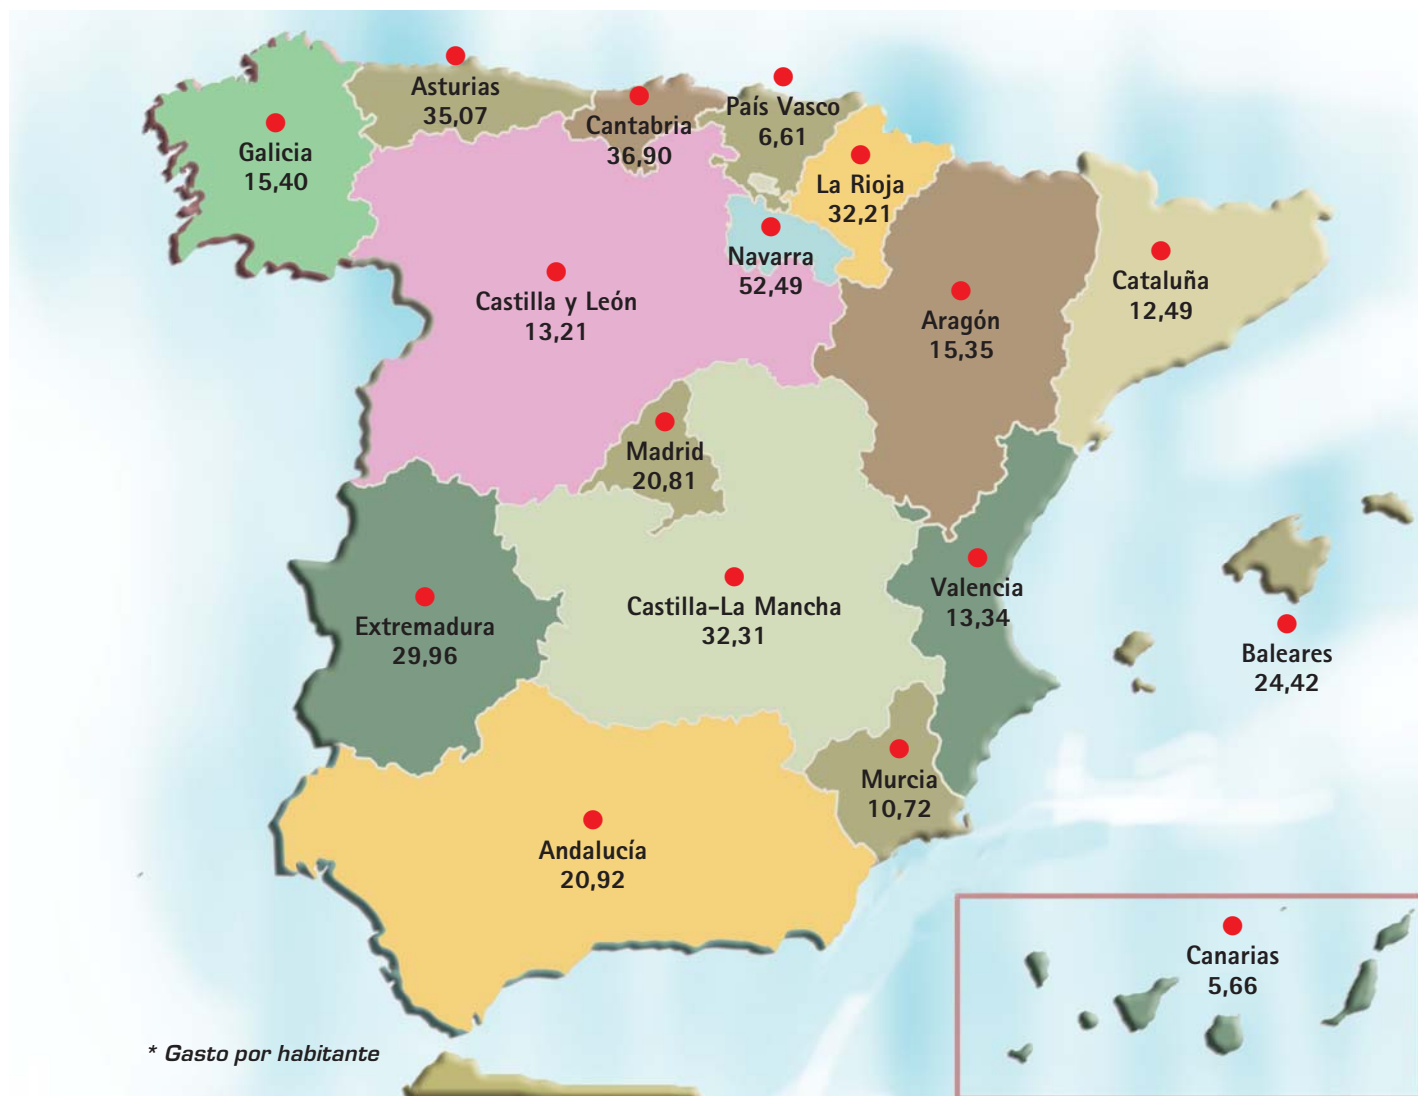 Asturias
35,07
Cantabria
36,90
País Vasco
6,61
Galicia
15,40
La Rioja
32,21
Navarra
52,49
Castilla y León
13,21
Aragón
15,35
Cataluña
12,49
Madrid
20,81
Extremadura
29,96
Castilla-La Mancha
32,31
Valencia
13,34
Baleares
24,42
Murcia
10,72
Andalucía
20,92
Canarias
5,66
* Gasto por habitante